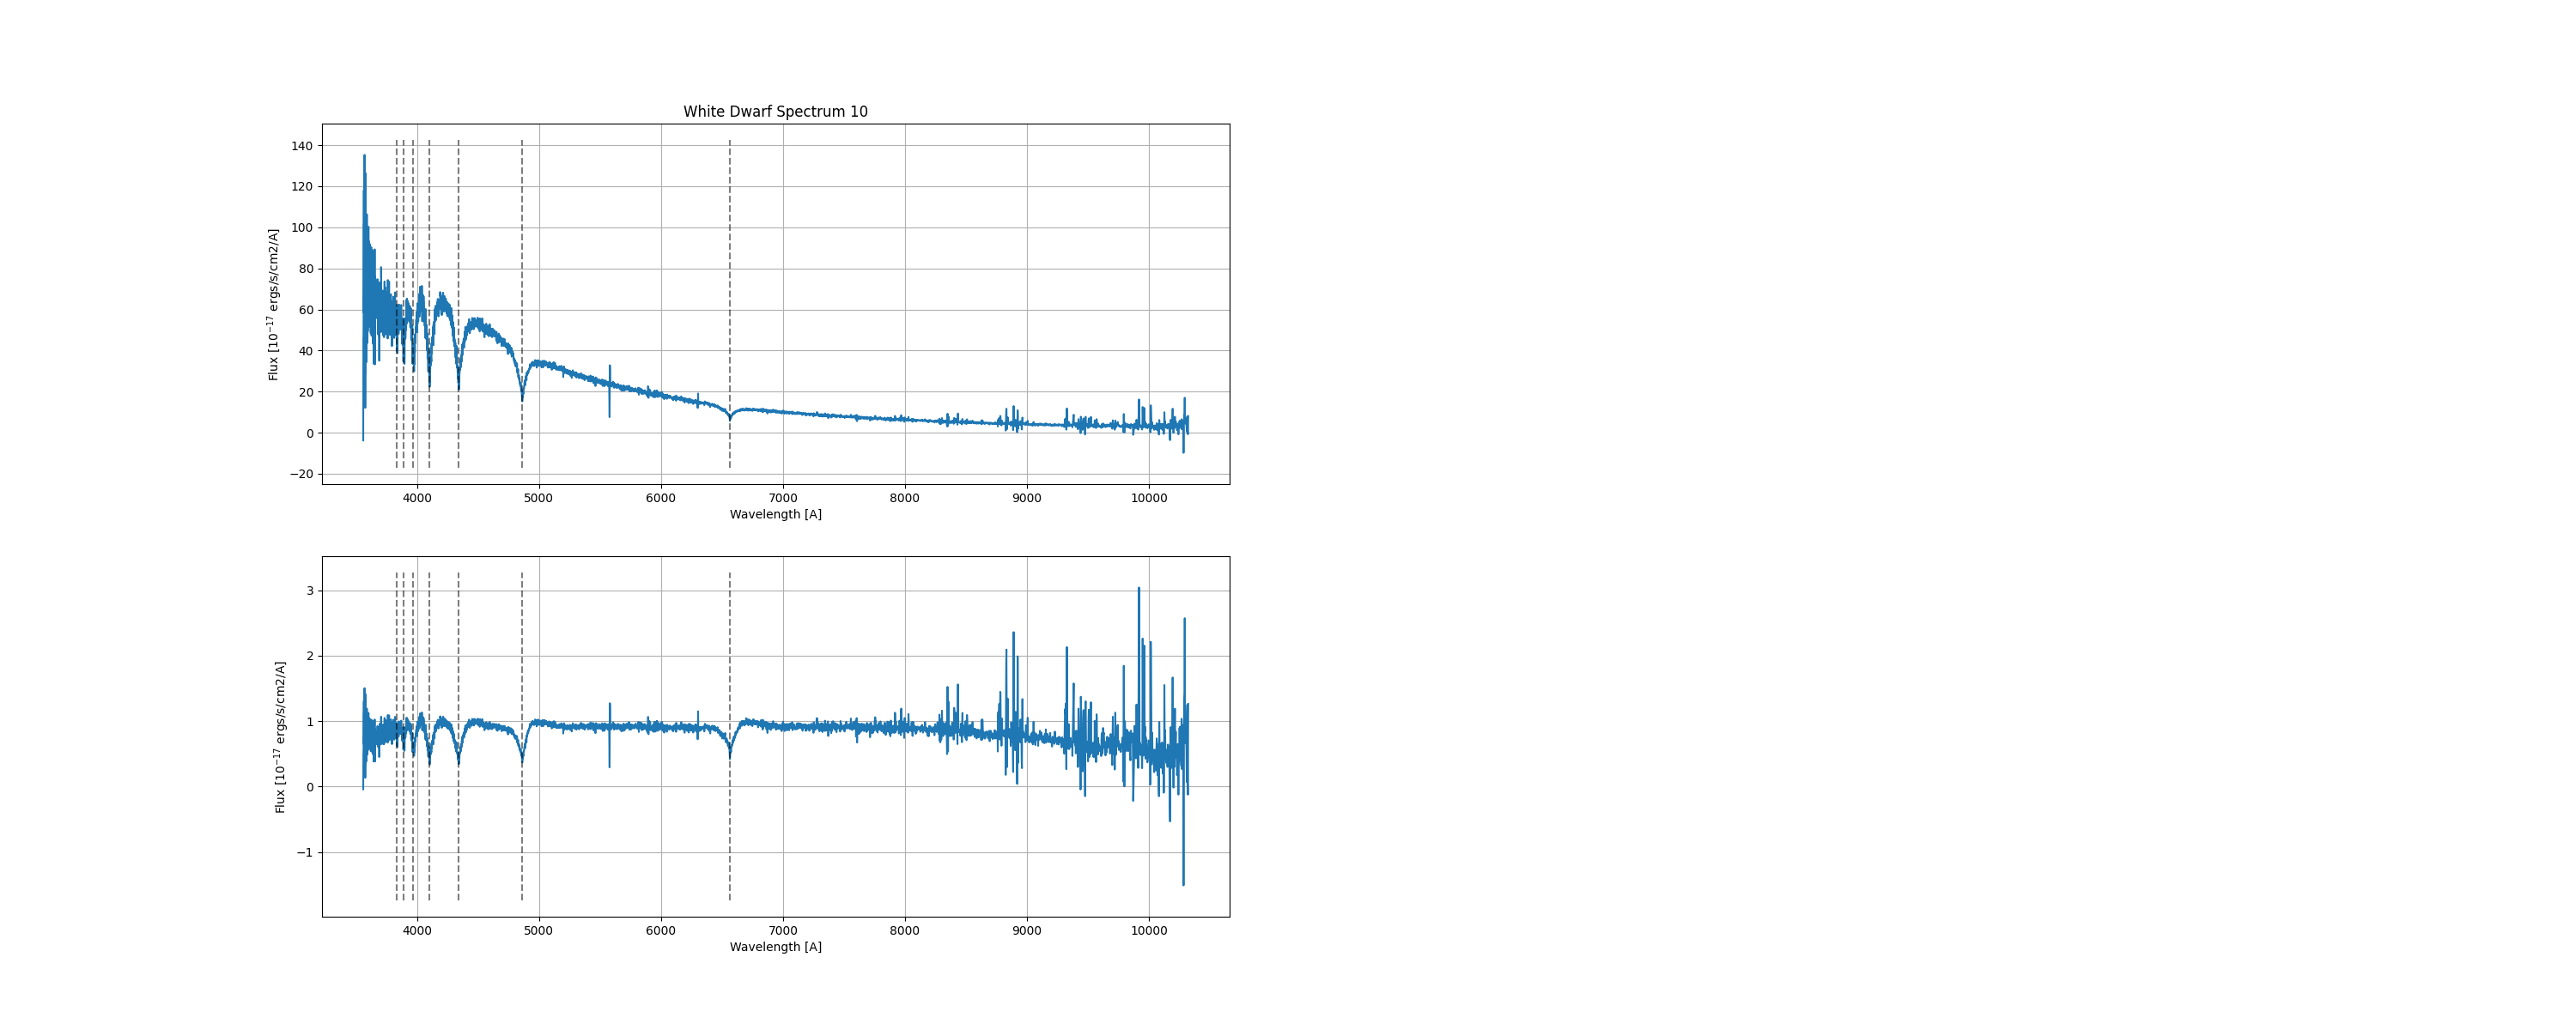 White Dwarf Spectrum 10
140
120
100
80
60
40
20
0
−20
Flux [10⁻¹⁷ ergs/s/cm2/A]
4000 5000 6000 7000 8000 9000 10000
Wavelength [A]
3
2
1
0
−1
Flux [10⁻¹⁷ ergs/s/cm2/A]
4000 5000 6000 7000 8000 9000 10000
Wavelength [A]